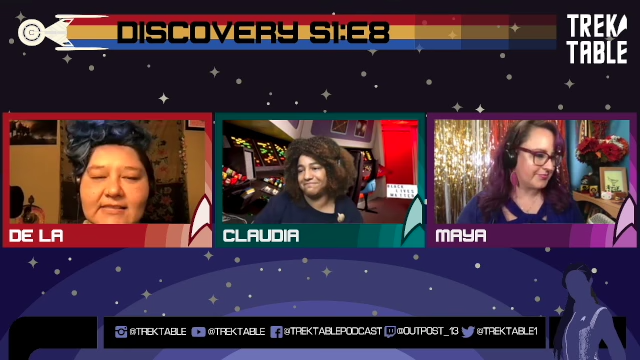 DISCOVERY S1:E8
TREK
TABLE
DE LA
CLAUDIA
MAYA
@TREKTABLE @TREKTABLE @TREKTABLEPODCAST @OUTPOST_13 @TREKTABLE1